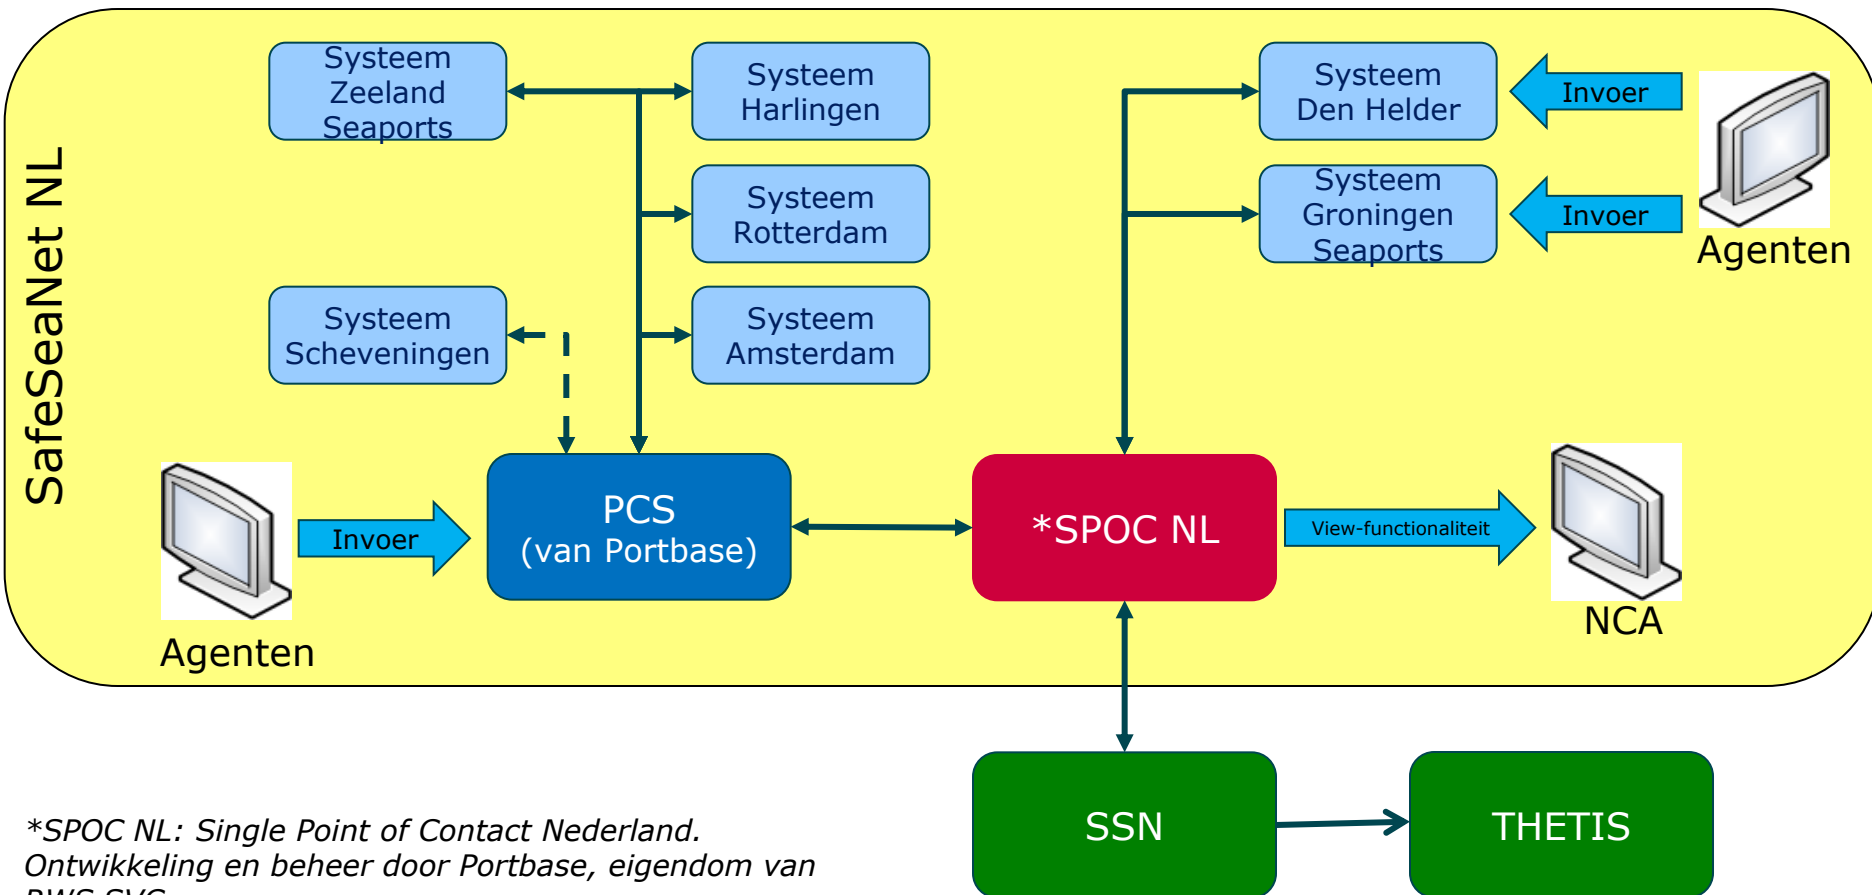 SafeSeaNet NL
Systeem
Zeeland
Seaports
Systeem
Harlingen
Systeem
Den Helder
Invoer
Systeem
Rotterdam
Systeem
Groningen
Seaports
Invoer
Agenten
Systeem
Scheveningen
Systeem
Amsterdam
Invoer
Agenten
PCS
(van Portbase)
*SPOC NL
View-functionaliteit
NCA
SSN
THETIS
*SPOC NL: Single Point of Contact Nederland.
Ontwikkeling en beheer door Portbase, eigendom van
RWS SVC